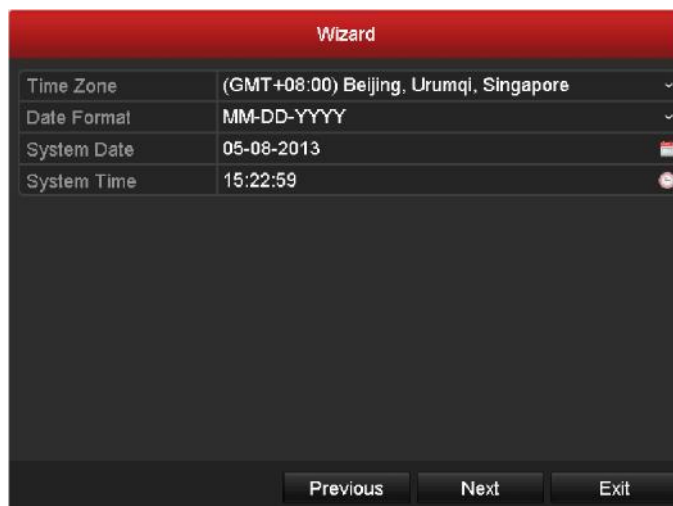 Wizard
Time Zone (GMT+08:00) Beijing, Urumqi, Singapore
Date Format MM-DD-YYYY
System Date 05-08-2013
System Time 15:22:59
Previous Next Exit